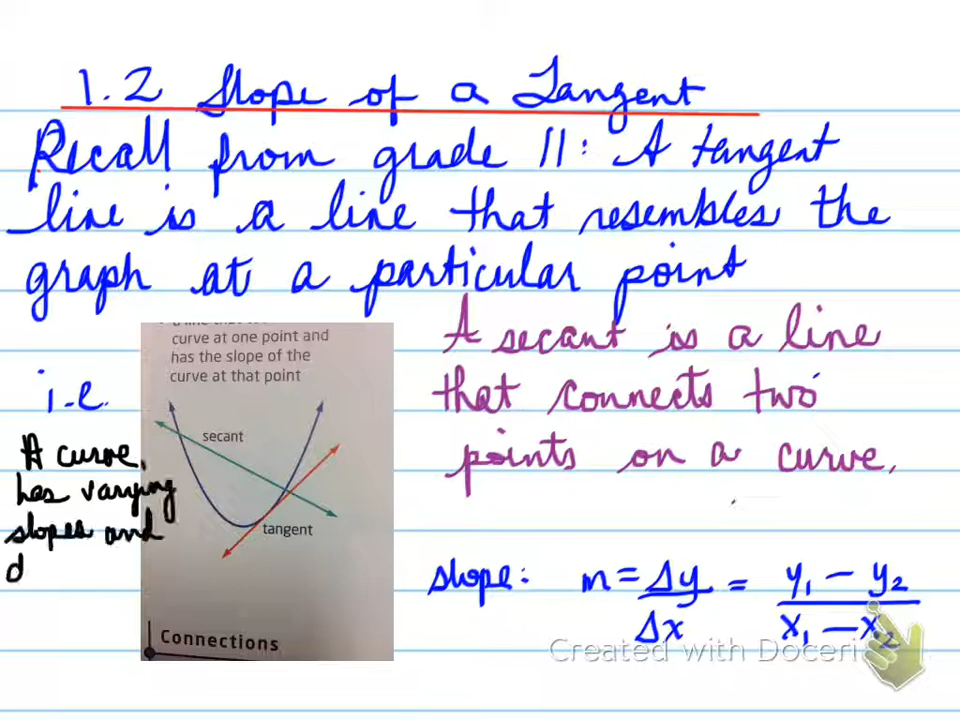 1.2 Slope of a Tangent
Recall from grade 11: A tangent
line is a line that resembles the
graph at a particular point
curve at one point and
has the slope of the
curve at that point
secant
tangent
Connections
i.e.
A curve,
has varying
slopes and
d
A secant is a line
that connects two
points on a curve.
slope: m = Δy/Δx = y₁ - y₂/x₁ - x₂
Created with Doceri